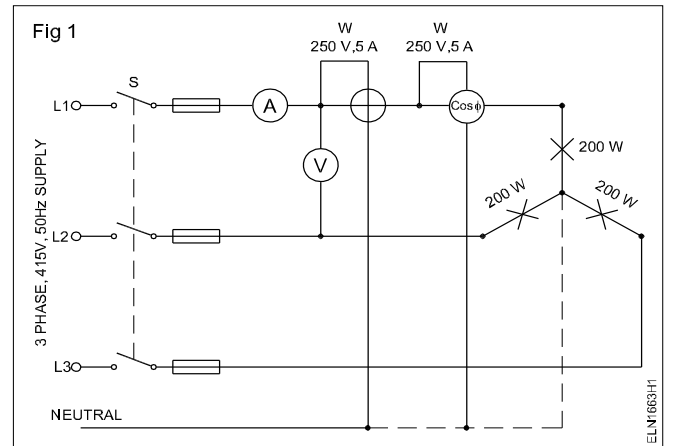 Fig 1
W
250 V,5 A
W
250 V,5 A
S
L1
A
Cosϕ
V
200 W
200 W
200 W
L2
3 PHASE, 415V, 50Hz SUPPLY
L3
NEUTRAL
ELN1663H1